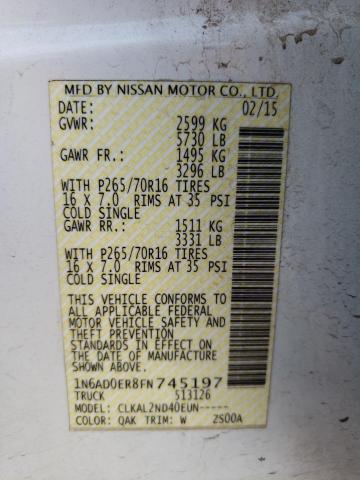 MFD BY NISSAN MOTOR CO., LTD.
DATE: 02/15
GVWR: 2599 KG
5730 LB
GAWR FR.: 1495 KG
3296 LB
WITH P265/70R16 TIRES
16 X 7.0 RIMS AT 35 PSI
COLD SINGLE
GAWR RR.: 1511 KG
3331 LB
WITH P265/70R16 TIRES
16 X 7.0 RIMS AT 35 PSI
COLD SINGLE
THIS VEHICLE CONFORMS TO
ALL APPLICABLE FEDERAL
MOTOR VEHICLE SAFETY AND
THEFT PREVENTION
STANDARDS IN EFFECT ON
THE DATE OF MANUFACTURE
SHOWN ABOVE.
1N6AD0ER8FN745197
TRUCK 513126
MODEL: CLKAL2ND40EUN-----
COLOR: QAK TRIM: W 2S00A